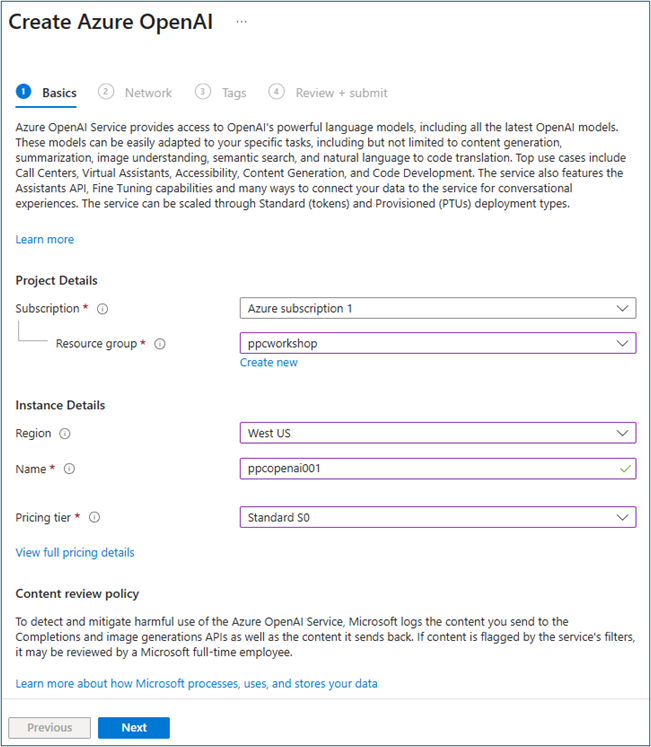 Create Azure OpenAI ...
1 Basics 2 Network 3 Tags 4 Review + submit
Azure OpenAI Service provides access to OpenAI's powerful language models, including all the latest OpenAI models.
These models can be easily adapted to your specific tasks, including but not limited to content generation,
summarization, image understanding, semantic search, and natural language to code translation. Top use cases include
Call Centers, Virtual Assistants, Accessibility, Content Generation, and Code Development. The service also features the
Assistants API, Fine Tuning capabilities and many ways to connect your data to the service for conversational
experiences. The service can be scaled through Standard (tokens) and Provisioned (PTUs) deployment types.
Learn more
Project Details
Subscription * Azure subscription 1
Resource group * ppcworkshop
Create new
Instance Details
Region West US
Name * ppcopenai001
Pricing tier * Standard S0
View full pricing details
Content review policy
To detect and mitigate harmful use of the Azure OpenAI Service, Microsoft logs the content you send to the
Completions and image generations APIs as well as the content it sends back. If content is flagged by the service's filters,
it may be reviewed by a Microsoft full-time employee.
Learn more about how Microsoft processes, uses, and stores your data
Previous Next